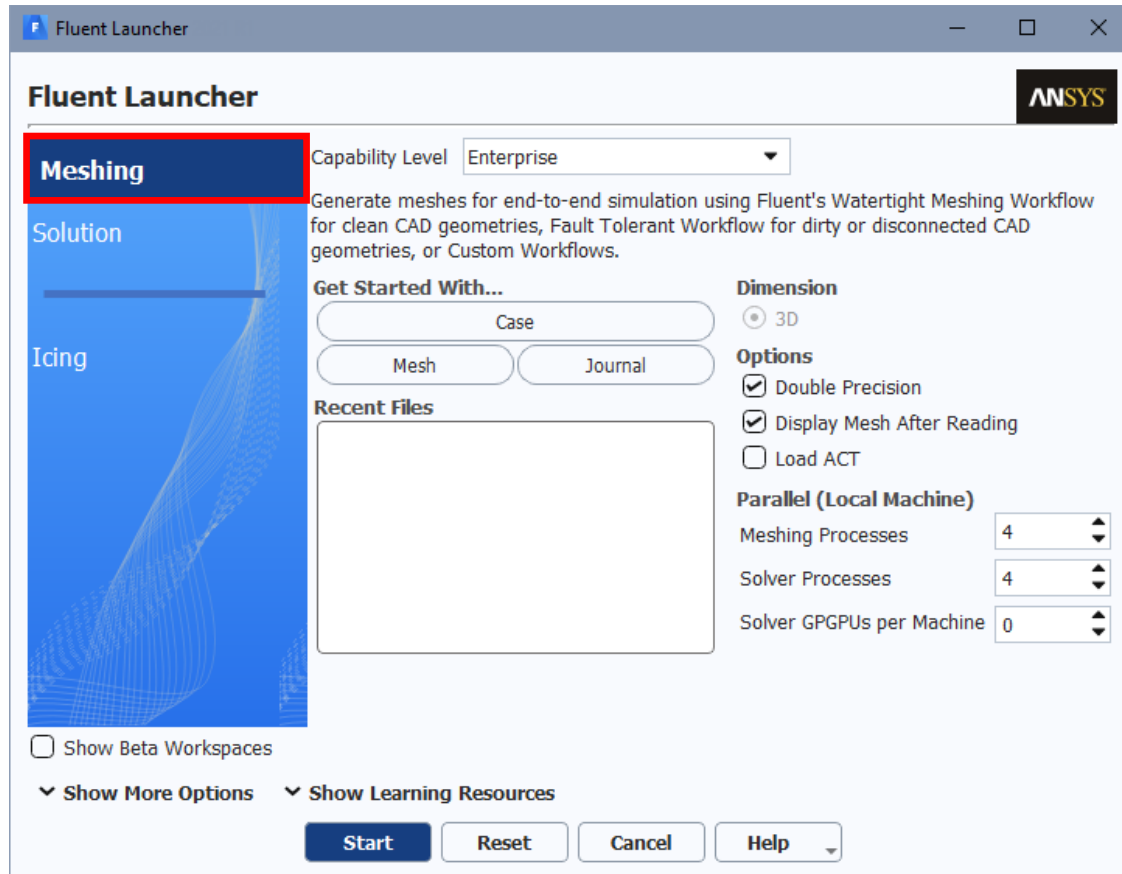 Fluent Launcher
Fluent Launcher
ANSYS
Meshing
Solution
Icing
Capability Level Enterprise
Generate meshes for end-to-end simulation using Fluent's Watertight Meshing Workflow
for clean CAD geometries, Fault Tolerant Workflow for dirty or disconnected CAD
geometries, or Custom Workflows.
Get Started With...
Case
Mesh Journal
Recent Files
Dimension
3D
Options
Double Precision
Display Mesh After Reading
Load ACT
Parallel (Local Machine)
Meshing Processes 4
Solver Processes 4
Solver GPGPUs per Machine 0
Show Beta Workspaces
Show More Options Show Learning Resources
Start Reset Cancel Help